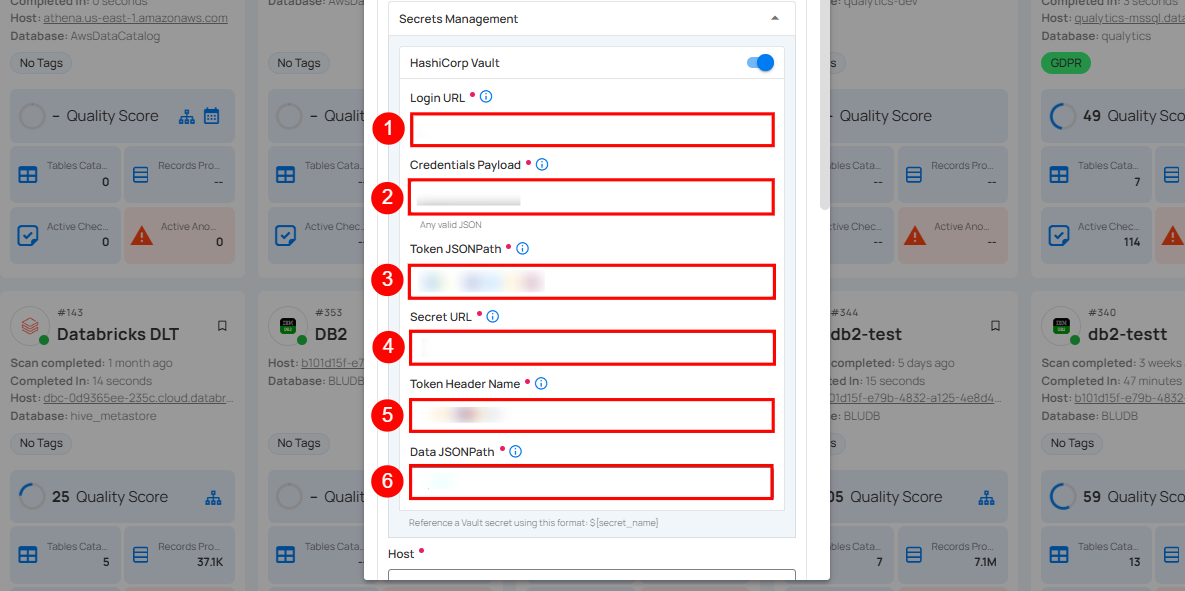 Completed In: 0 seconds
Host: athena.us-east-1.amazonaws.com
Database: AwsDataCatalog
No Tags
– Quality Score
Tables Cata...
0
Records Pro...
--
Active Chec...
0
Active Ano...
0
#143
Databricks DLT
Scan completed: 1 month ago
Completed In: 14 seconds
Host: dbc-0d9365ee-235c.cloud.databr...
Database: hive_metastore
No Tags
25 Quality Score
Tables Cata...
5
Records Pro...
37.1K
Database: AwsData
No Tags
– Qualit
Tables Cata...
Active Chec...
#353
DB2
Host: b101d15f-e7
Database: BLUDB
No Tags
– Qualit
Tables Cata...
Secrets Management
HashiCorp Vault
Login URL *
1
Credentials Payload *
2
Any valid JSON
Token JSONPath *
3
Secret URL *
4
Token Header Name *
5
Data JSONPath *
6
Reference a Vault secret using this format: $[secret_name]
Host *
e: qualytics-dev
– Quality Score
bles Cata...
--
Records Pro...
--
ctive Chec...
--
Active Ano...
--
#344
db2-test
completed: 5 days ago
ted In: 15 seconds
01d15f-e79b-4832-a125-4e8d4...
e: BLUDB
05 Quality Score
bles Cata...
7
Records Pro...
7.1M
Completed In: 3 seconds
Host: qualytics-mssql.data
Database: qualytics
GDPR
49 Quality Sco
Tables Cata...
7
Active Chec...
114
#340
db2-testt
Scan completed: 3 weeks
Completed In: 47 minutes
Host: b101d15f-e79b-4832
Database: BLUDB
No Tags
59 Quality Sco
Tables Cata...
13